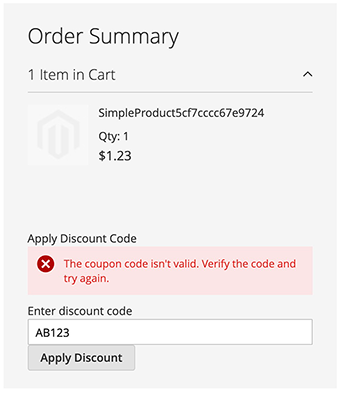 Order Summary
1 Item in Cart
SimpleProduct5cf7cccc67e9724
Qty: 1
$1.23
Apply Discount Code
The coupon code isn't valid. Verify the code and
try again.
Enter discount code
AB123
Apply Discount